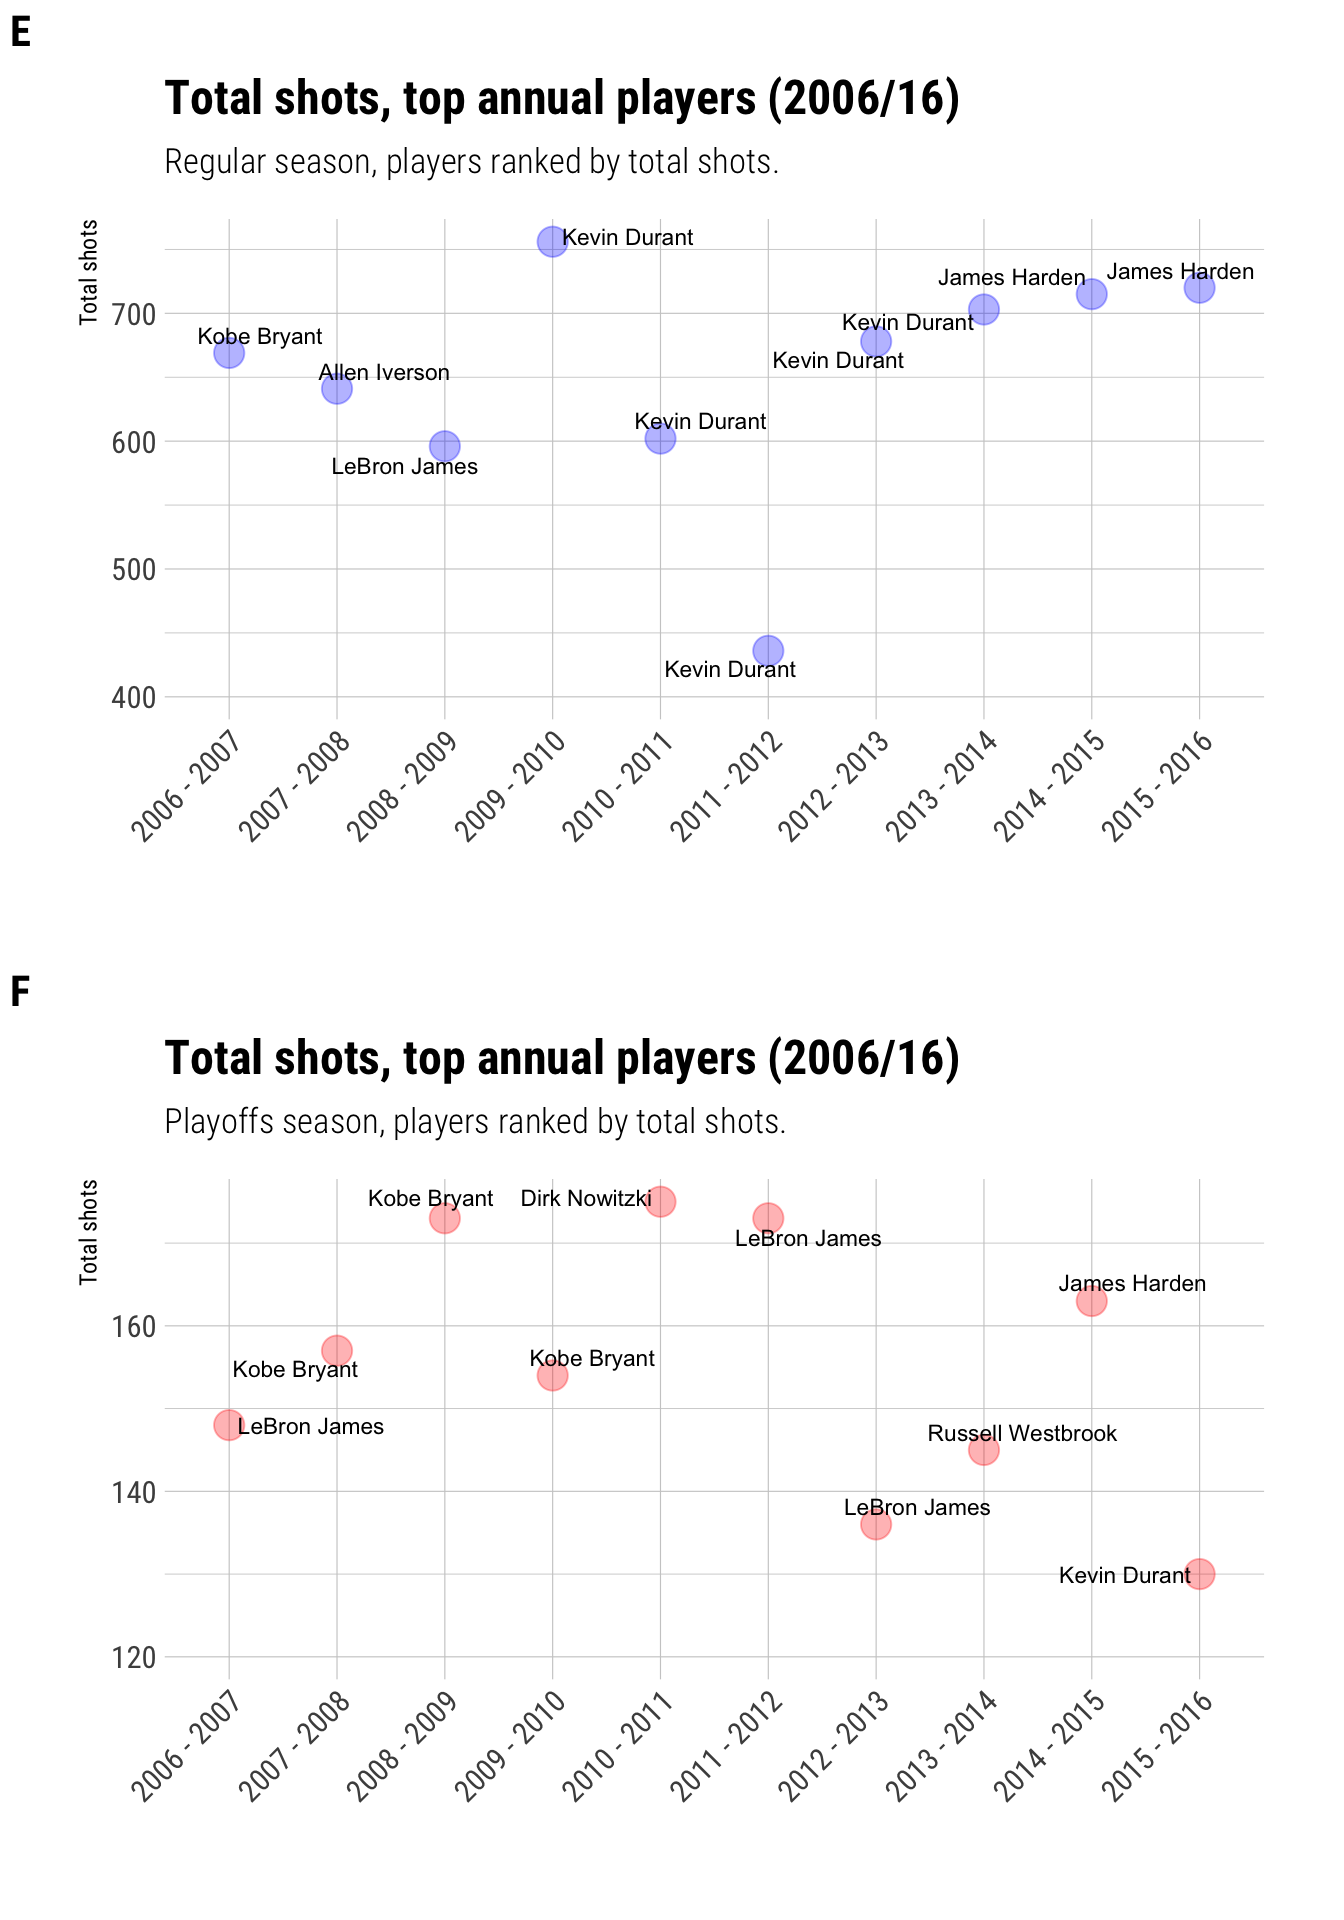 E
Total shots, top annual players (2006/16)
Regular season, players ranked by total shots.
Total shots
700
600
500
400
Kevin Durant
James Harden
James Harden
Kevin Durant
Kobe Bryant
Kevin Durant
Allen Iverson
Kevin Durant
LeBron James
Kevin Durant
2006 - 2007
2007 - 2008
2008 - 2009
2009 - 2010
2010 - 2011
2011 - 2012
2012 - 2013
2013 - 2014
2014 - 2015
2015 - 2016
F
Total shots, top annual players (2006/16)
Playoffs season, players ranked by total shots.
Total shots
160
140
120
Kobe Bryant
Dirk Nowitzki
LeBron James
James Harden
Kobe Bryant
Kobe Bryant
LeBron James
Russell Westbrook
LeBron James
Kevin Durant
2006 - 2007
2007 - 2008
2008 - 2009
2009 - 2010
2010 - 2011
2011 - 2012
2012 - 2013
2013 - 2014
2014 - 2015
2015 - 2016